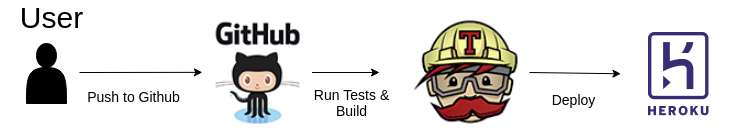 User
GitHub
Push to Github
Run Tests &
Build
T
Deploy
HEROKU